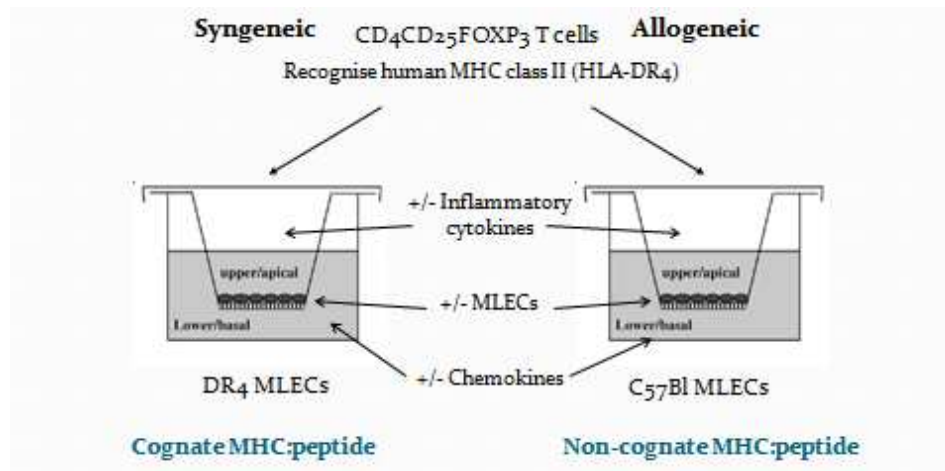 Syngeneic CD4CD25FOXP3 T cells Allogeneic
Recognise human MHC class II (HLA-DR4)
+/- Inflammatory
cytokines
upper/apical
upper/apical
+/- MLECs
Lower/basal
Lower/basal
+/- Chemokines
DR4 MLECs
C57Bl MLECs
Cognate MHC:peptide
Non-cognate MHC:peptide